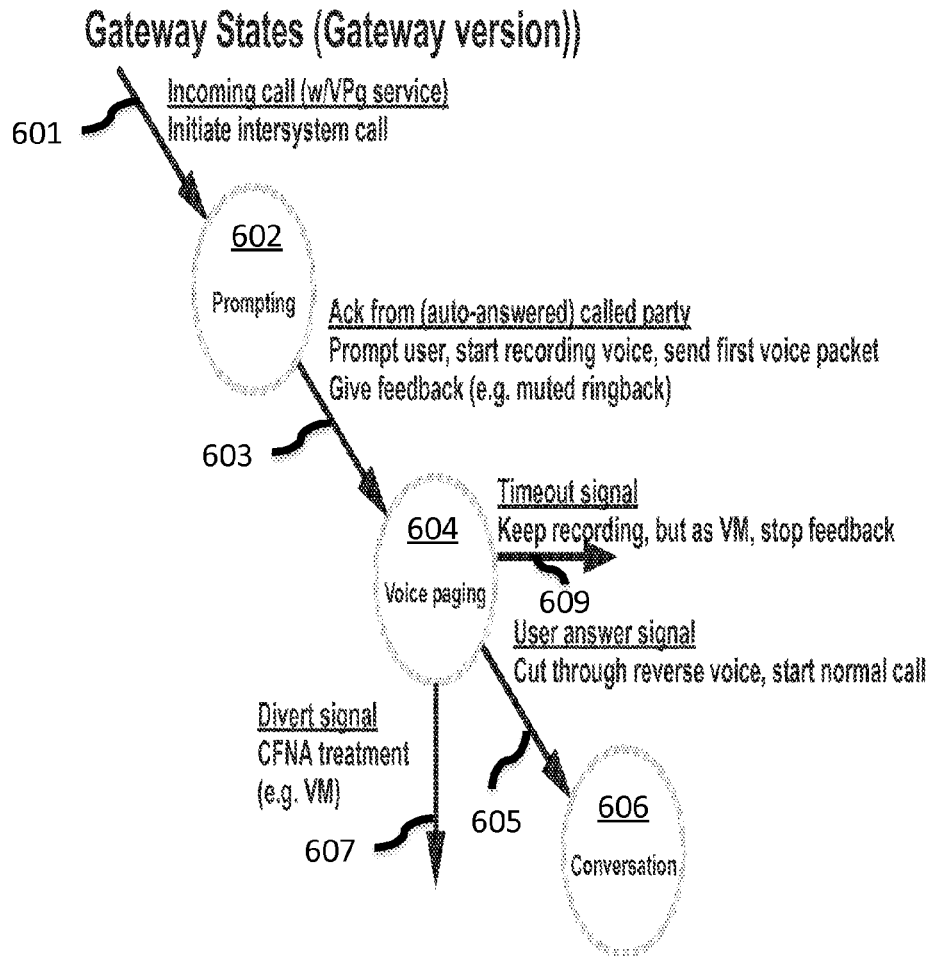 Gateway States (Gateway version))
Incoming call (w/VPg service)
Initiate intersystem call
601
602
Prompting
Ack from (auto-answered) called party
Prompt user, start recording voice, send first voice packet
Give feedback (e.g. muted ringback)
603
604
Voice paging
Timeout signal
Keep recording, but as VM, stop feedback
609
User answer signal
Cut through reverse voice, start normal call
Divert signal
CFNA treatment
(e.g. VM)
607
605
606
Conversation